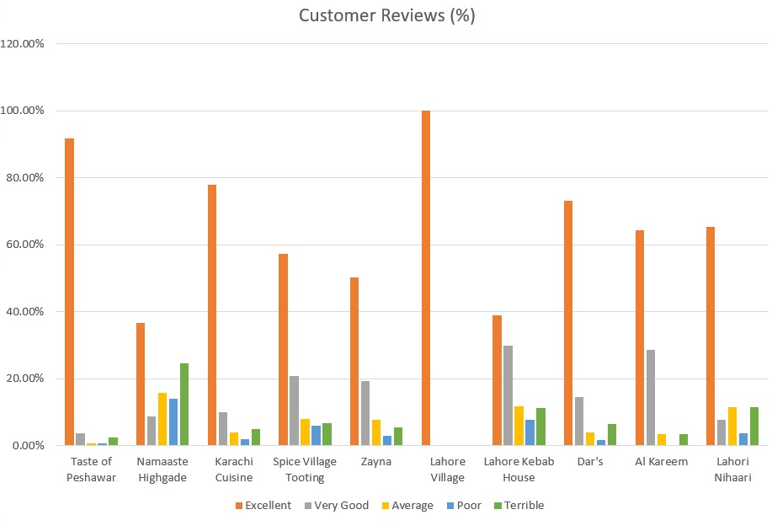 Customer Reviews (%)
120.00%
100.00%
80.00%
60.00%
40.00%
20.00%
0.00%
Taste of Peshawar
Namaaste Highgade
Karachi Cuisine
Spice Village Tooting
Zayna
Lahore Village
Lahore Kebab House
Dar's
Al Kareem
Lahori Nihaari
Excellent Very Good Average Poor Terrible